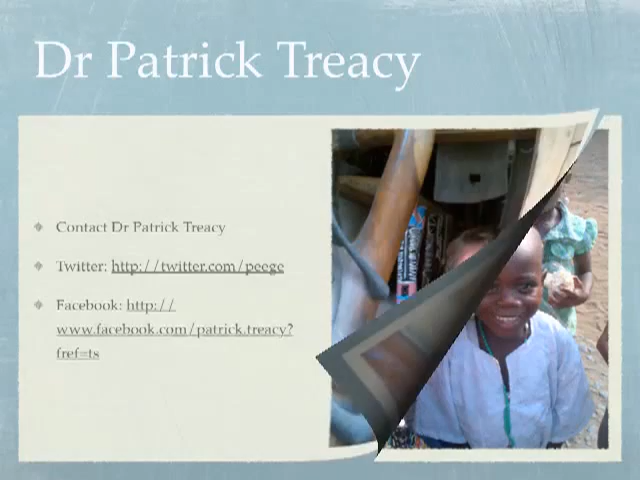 Dr Patrick Treacy
Contact Dr Patrick Treacy
Twitter: http://twitter.com/peege
Facebook: http://
www.facebook.com/patrick.treacy?
fref=ts